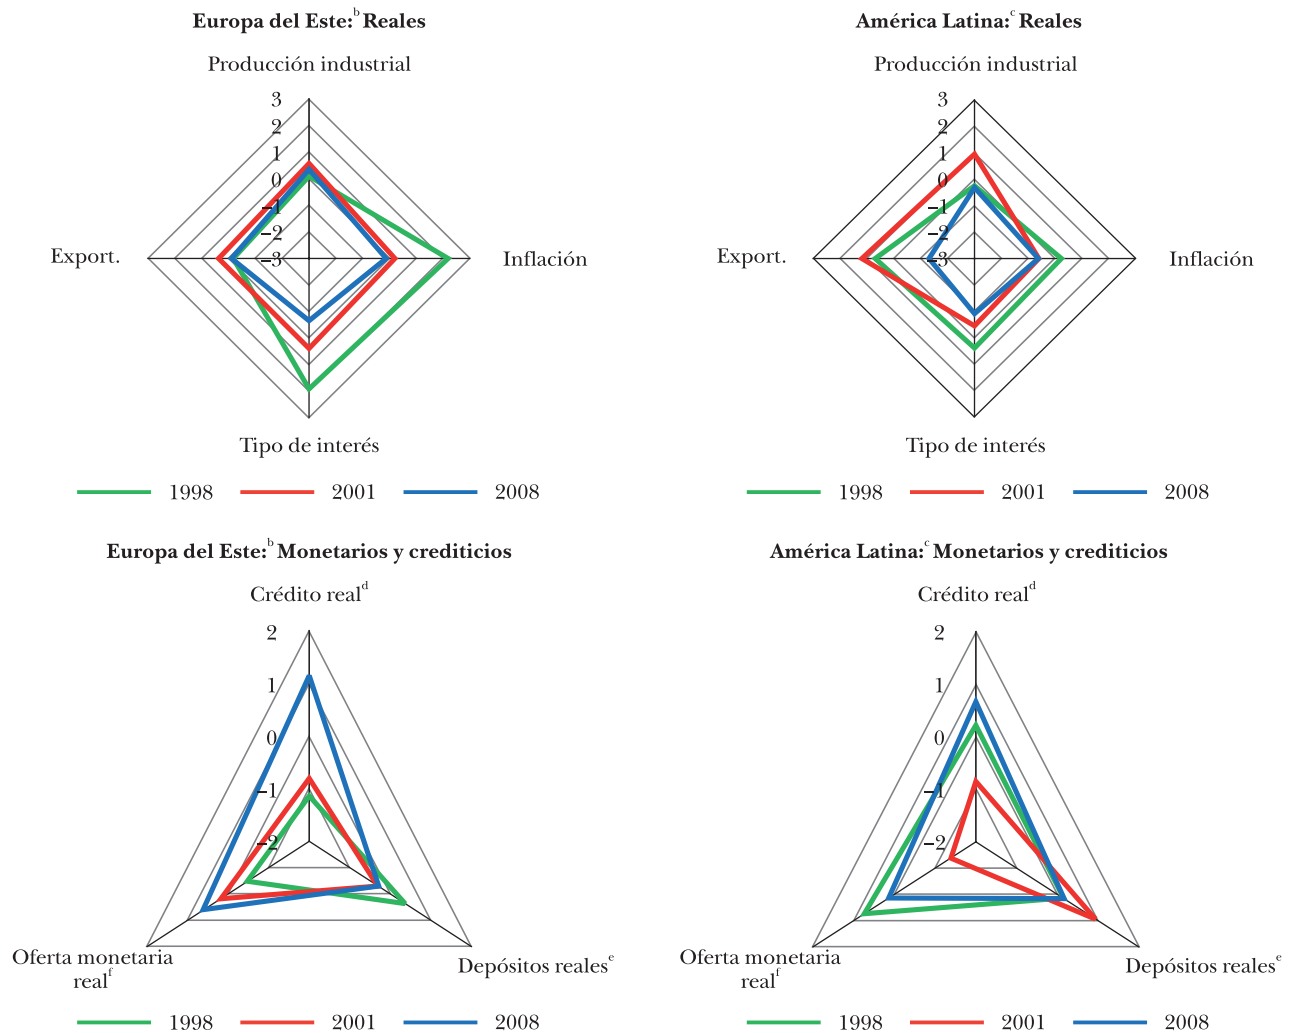 Europa del Este:b Reales
Producción industrial
3
2
1
0
−1
−2
−3
Export.
Inflación
Tipo de interés
1998 2001 2008
América Latina:c Reales
Producción industrial
3
2
1
0
−1
−2
−3
Export.
Inflación
Tipo de interés
1998 2001 2008
Europa del Este:b Monetarios y crediticios
Crédito reald
2
1
0
−1
−2
Oferta monetaria
realf
Depósitos realese
1998 2001 2008
América Latina:c Monetarios y crediticios
Crédito reald
2
1
0
−1
−2
Oferta monetaria
realf
Depósitos realese
1998 2001 2008